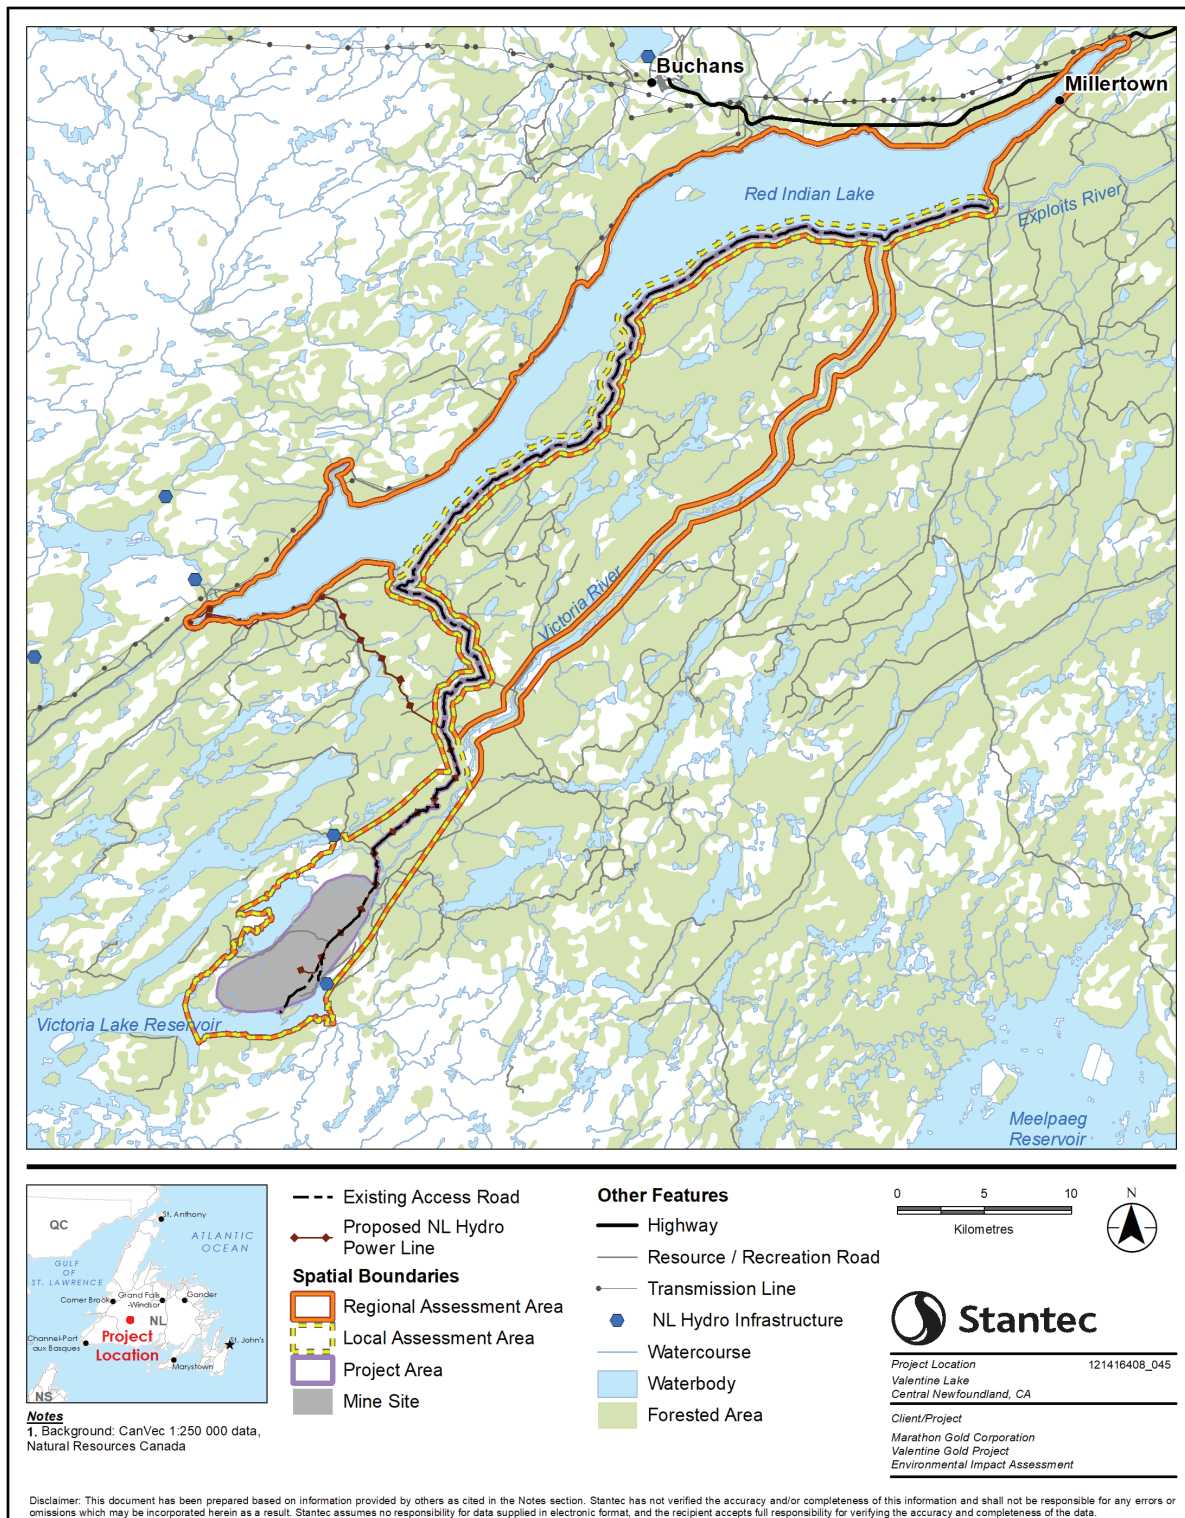 Buchans
Millertown
Red Indian Lake
Exploits River
Victoria River
Victoria Lake Reservoir
Meelpaeg
Reservoir
QC
St. Anthony
ATLANTIC
OCEAN
GULF
OF
ST. LAWRENCE
Corner Brook
Grand Falls
-Windsor
Gander
NL
Project
Location
St. John's
Channel-Port
aux Basques
Marystown
NS
Notes
1. Background: CanVec 1:250 000 data,
Natural Resources Canada
Existing Access Road
Proposed NL Hydro
Power Line
Spatial Boundaries
Regional Assessment Area
Local Assessment Area
Project Area
Mine Site
Other Features
Highway
Resource / Recreation Road
Transmission Line
NL Hydro Infrastructure
Watercourse
Waterbody
Forested Area
0 5 10
Kilometres
N
Stantec
Project Location 121416408_045
Valentine Lake
Central Newfoundland, CA
Client/Project
Marathon Gold Corporation
Valentine Gold Project
Environmental Impact Assessment
Disclaimer: This document has been prepared based on information provided by others as cited in the Notes section. Stantec has not verified the accuracy and/or completeness of this information and shall not be responsible for any errors or
omissions which may be incorporated herein as a result. Stantec assumes no responsibility for data supplied in electronic format, and the recipient accepts full responsibility for verifying the accuracy and completeness of the data.